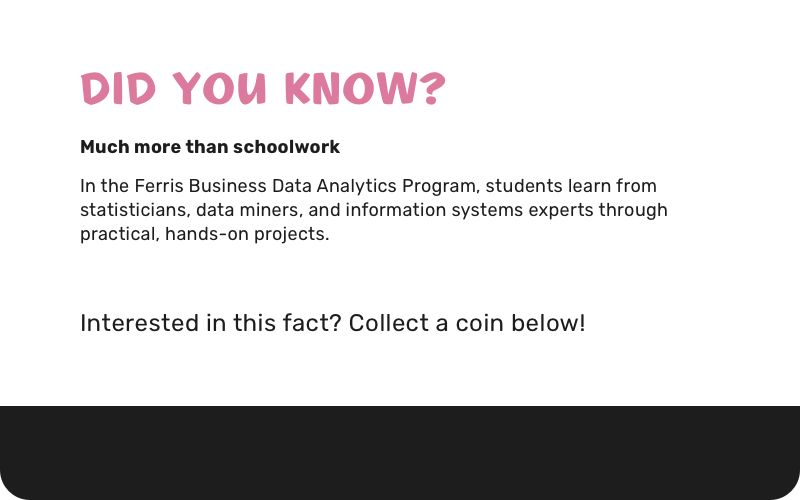 DID YOU KNOW?
Much more than schoolwork
In the Ferris Business Data Analytics Program, students learn from
statisticians, data miners, and information systems experts through
practical, hands-on projects.
Interested in this fact? Collect a coin below!